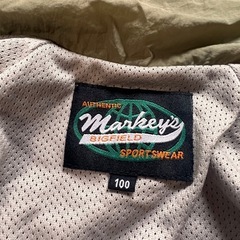 AUTHENTIC
Markey's
BIGFIELD
SPORTSWEAR
100